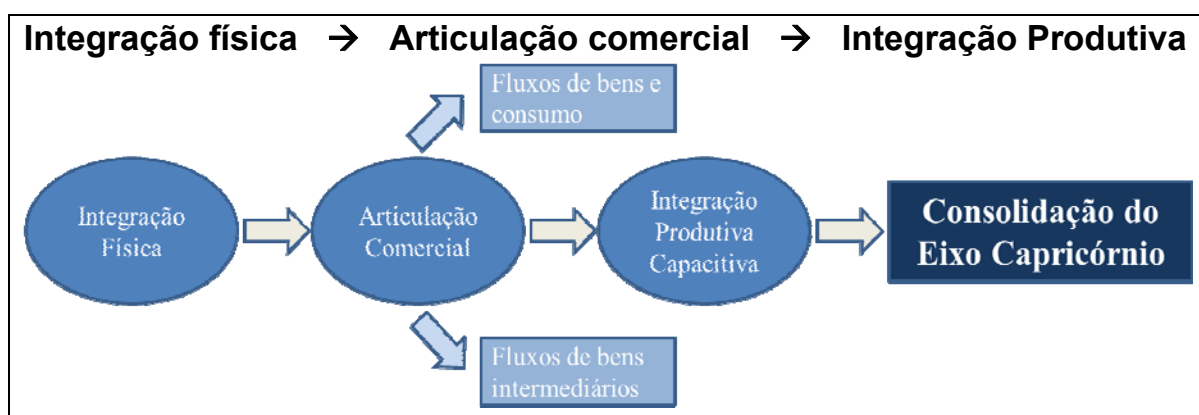 Integração física → Articulação comercial → Integração Produtiva
Fluxos de bens e
consumo
Integração
Física
Articulação
Comercial
Integração
Produtiva
Capacitiva
Consolidação do
Eixo Capricórnio
Fluxos de bens
intermediários